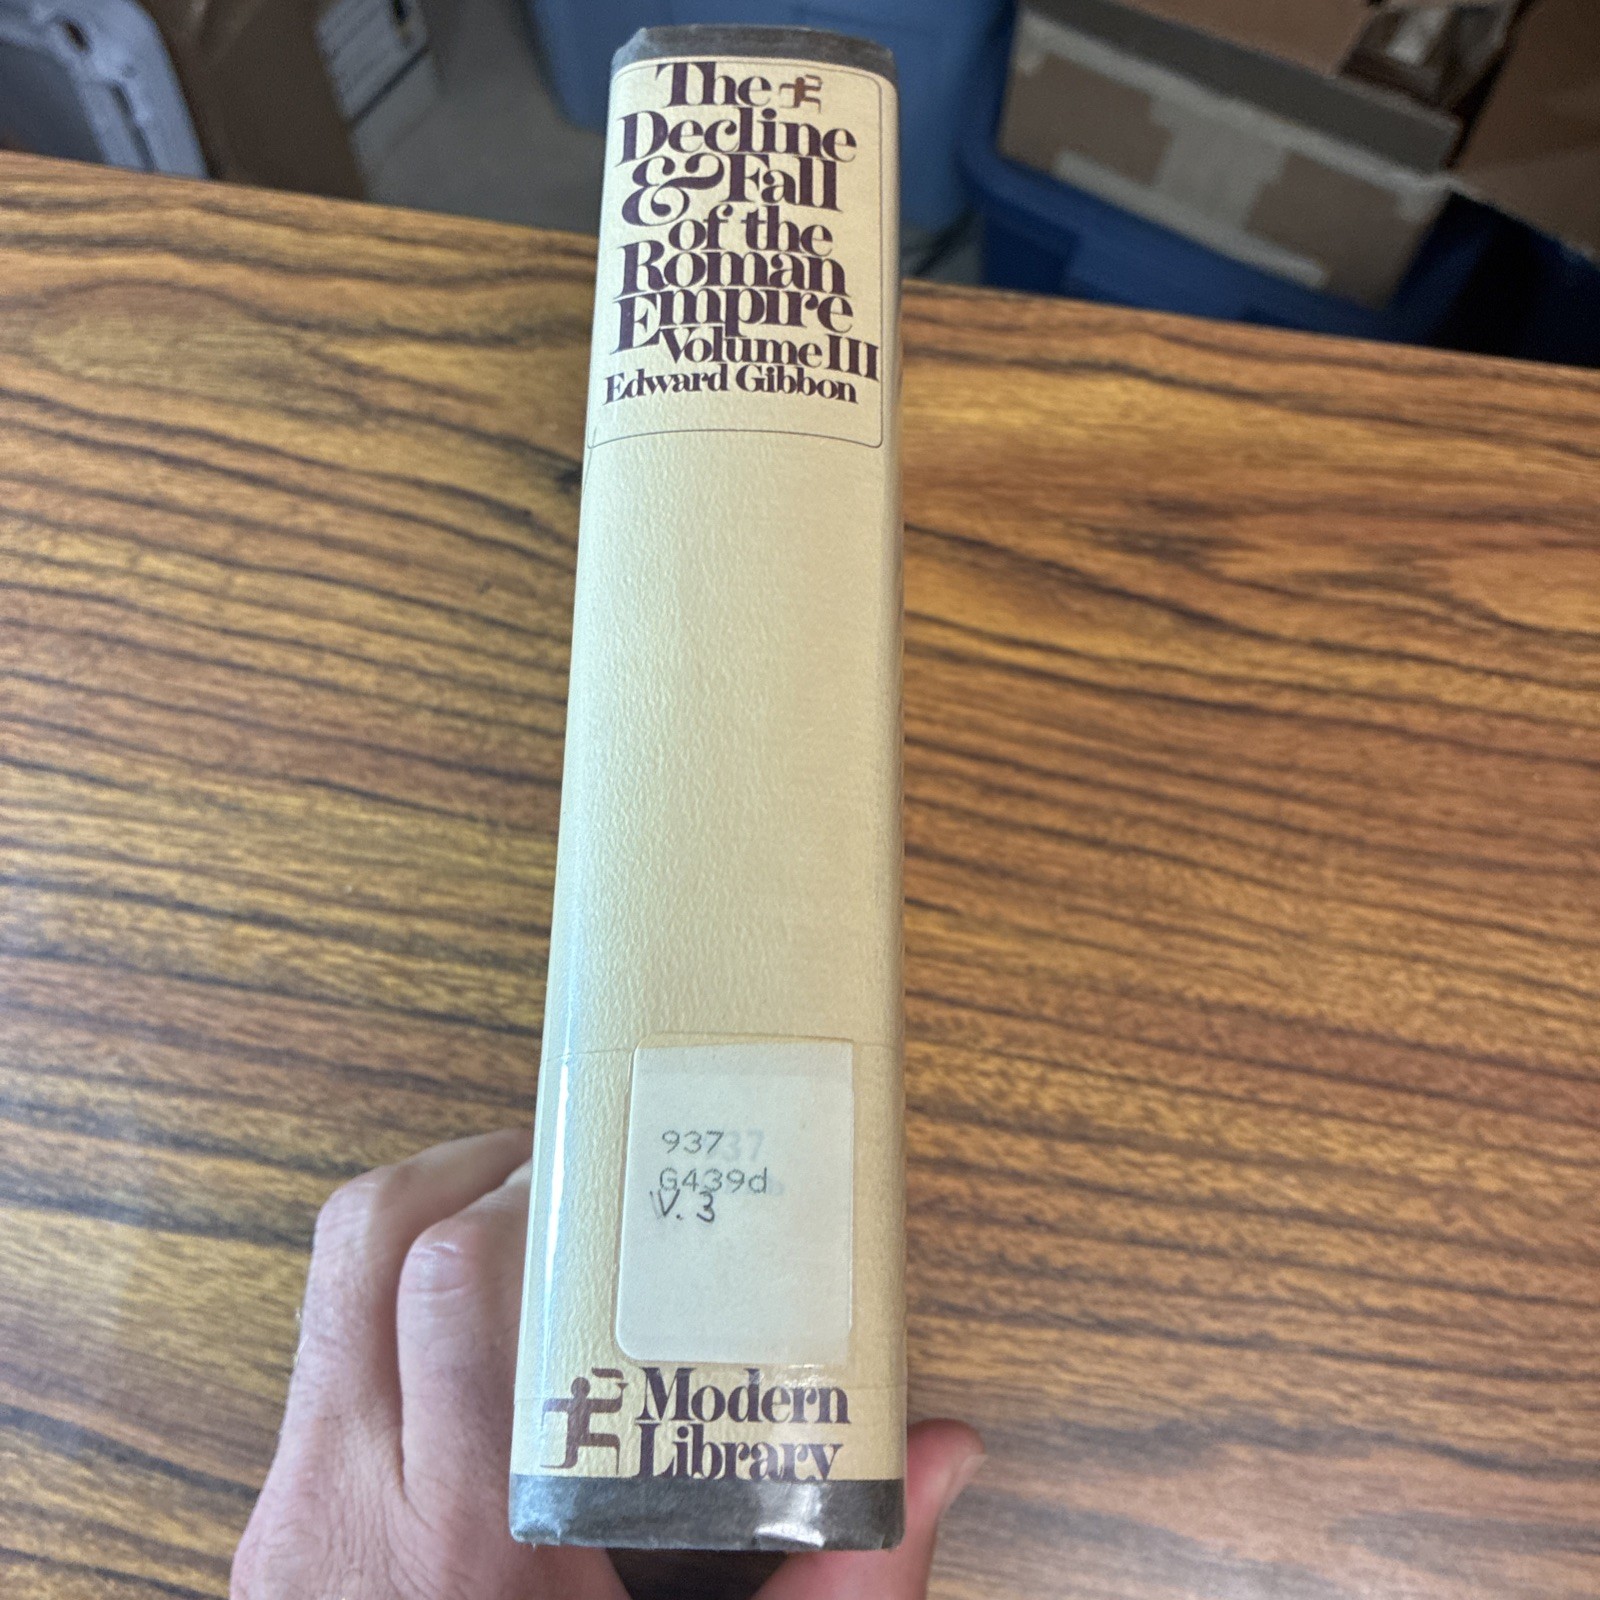 The
Decline
& Fall
of the
Roman
Empire
Volume III
Edward Gibbon
937
G439d
V. 3
Modern
Library